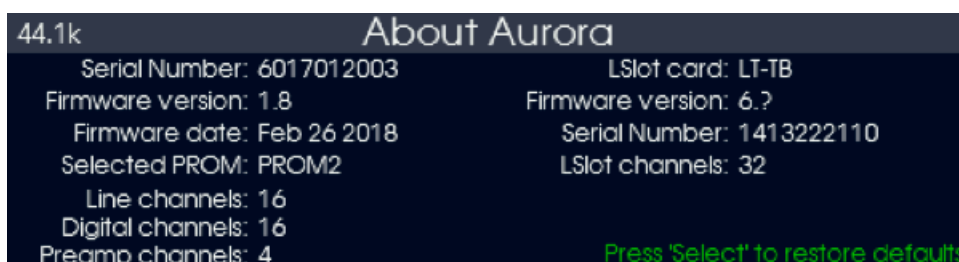 44.1k About Aurora
Serial Number: 6017012003
Firmware version: 1.8
Firmware date: Feb 26 2018
Selected PROM: PROM2
Line channels: 16
Digital channels: 16
Preamp channels: 4
LSlot card: LT-TB
Firmware version: 6.?
Serial Number: 1413222110
LSlot channels: 32
Press 'Select' to restore defaults